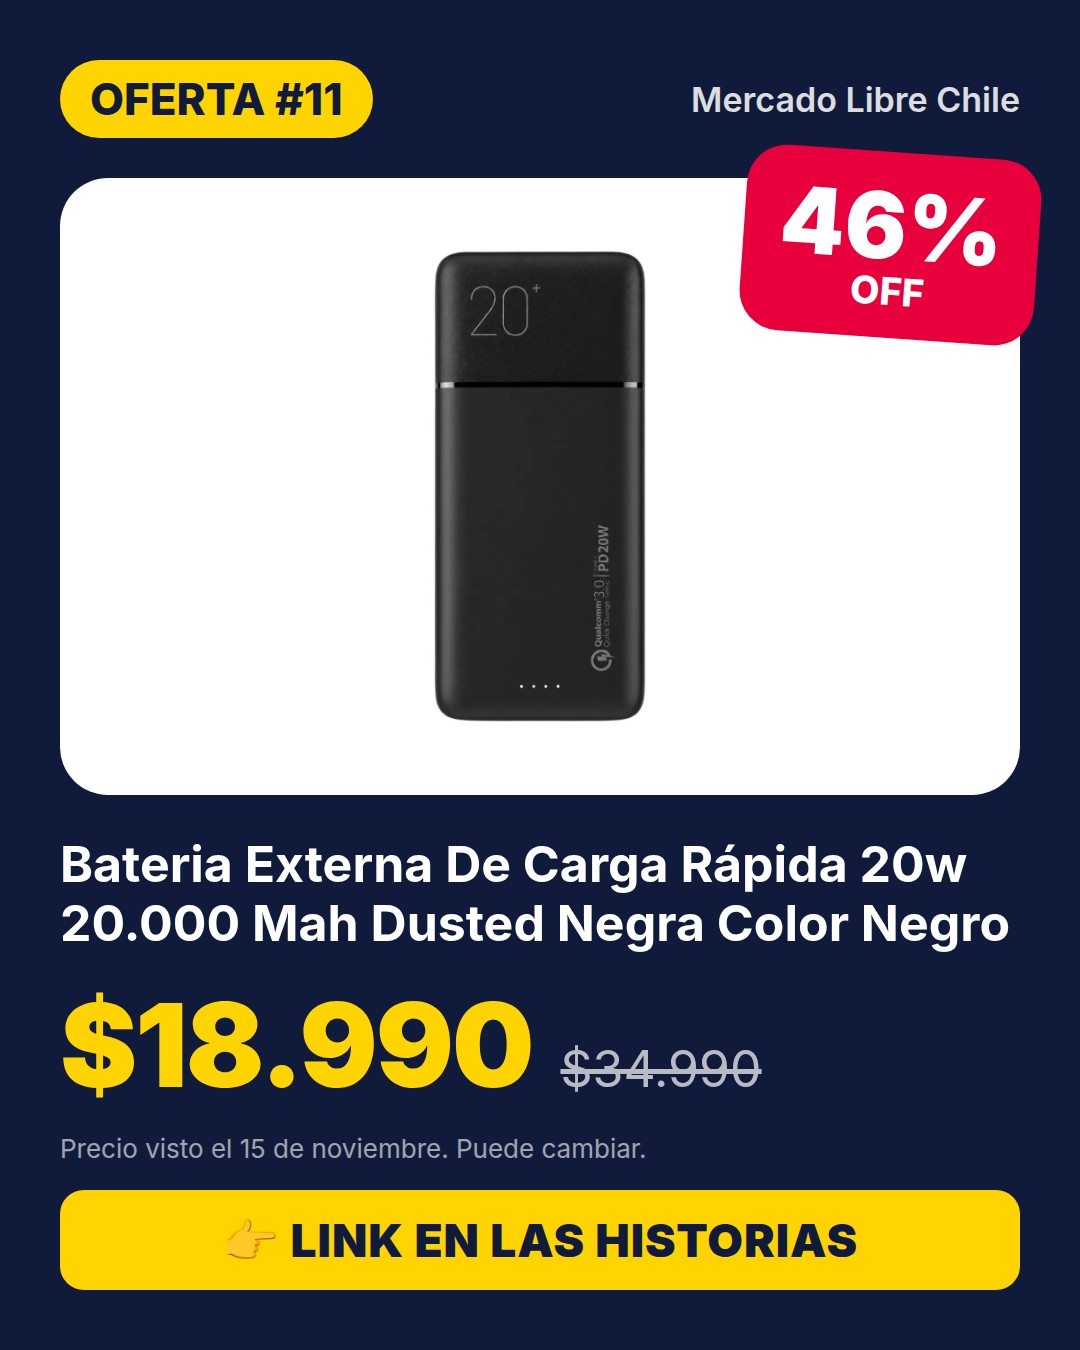 OFERTA #11
Mercado Libre Chile
46%
OFF
20+
Qualcomm 3.0 | PD20W
Quick Charge
Bateria Externa De Carga Rápida 20w
20.000 Mah Dusted Negra Color Negro
$18.990 $34.990
Precio visto el 15 de noviembre. Puede cambiar.
👉 LINK EN LAS HISTORIAS